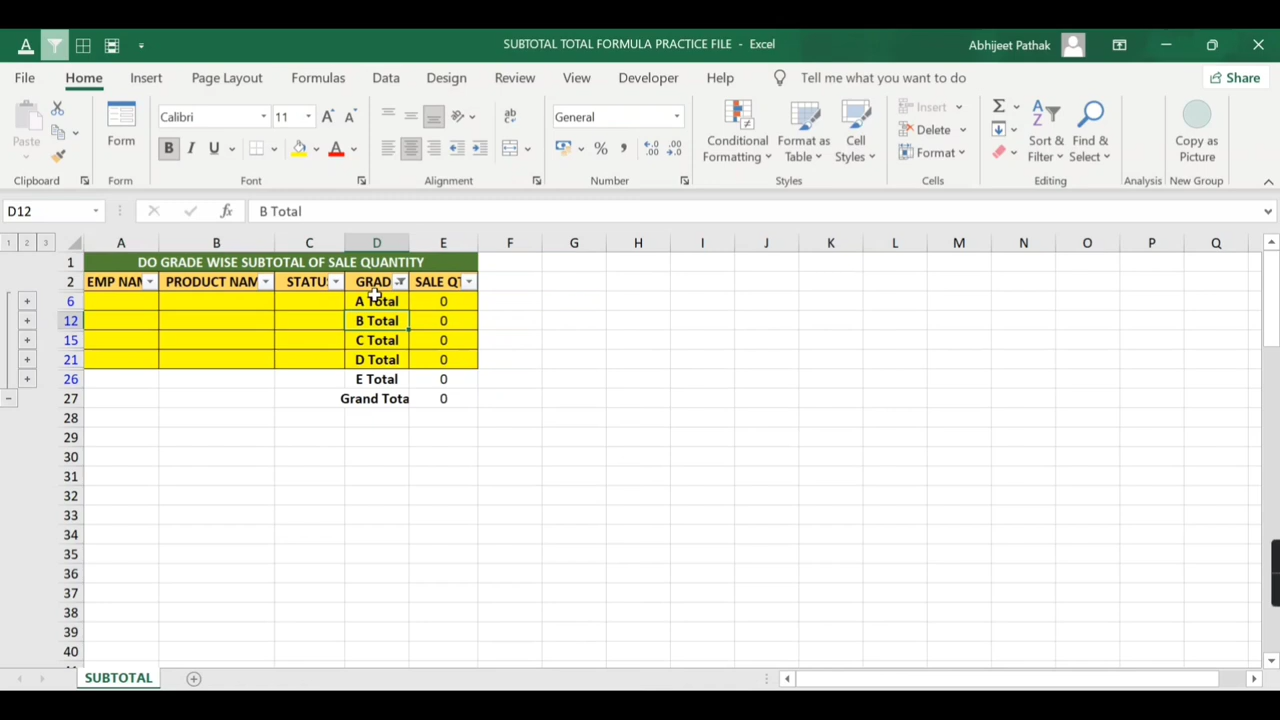 SUBTOTAL TOTAL FORMULA PRACTICE FILE - Excel
Abhijeet Pathak
File Home Insert Page Layout Formulas Data Design Review View Developer Help Tell me what you want to do Share
Paste
Form
Calibri 11
General
Conditional Formatting
Format as Table
Cell Styles
Insert
Delete
Format
Sort & Filter
Find & Select
Copy as Picture
Clipboard Form Font Alignment Number Styles Cells Editing Analysis New Group
D12 fx B Total
1 2 3 A B C D E F G H I J K L M N O P Q
1 DO GRADE WISE SUBTOTAL OF SALE QUANTITY
2 EMP NAM PRODUCT NAM STATU GRAD SALE QT
6 A Total 0
12 B Total 0
15 C Total 0
21 D Total 0
26 E Total 0
27 Grand Tota 0
28
29
30
31
32
33
34
35
36
37
38
39
40
SUBTOTAL